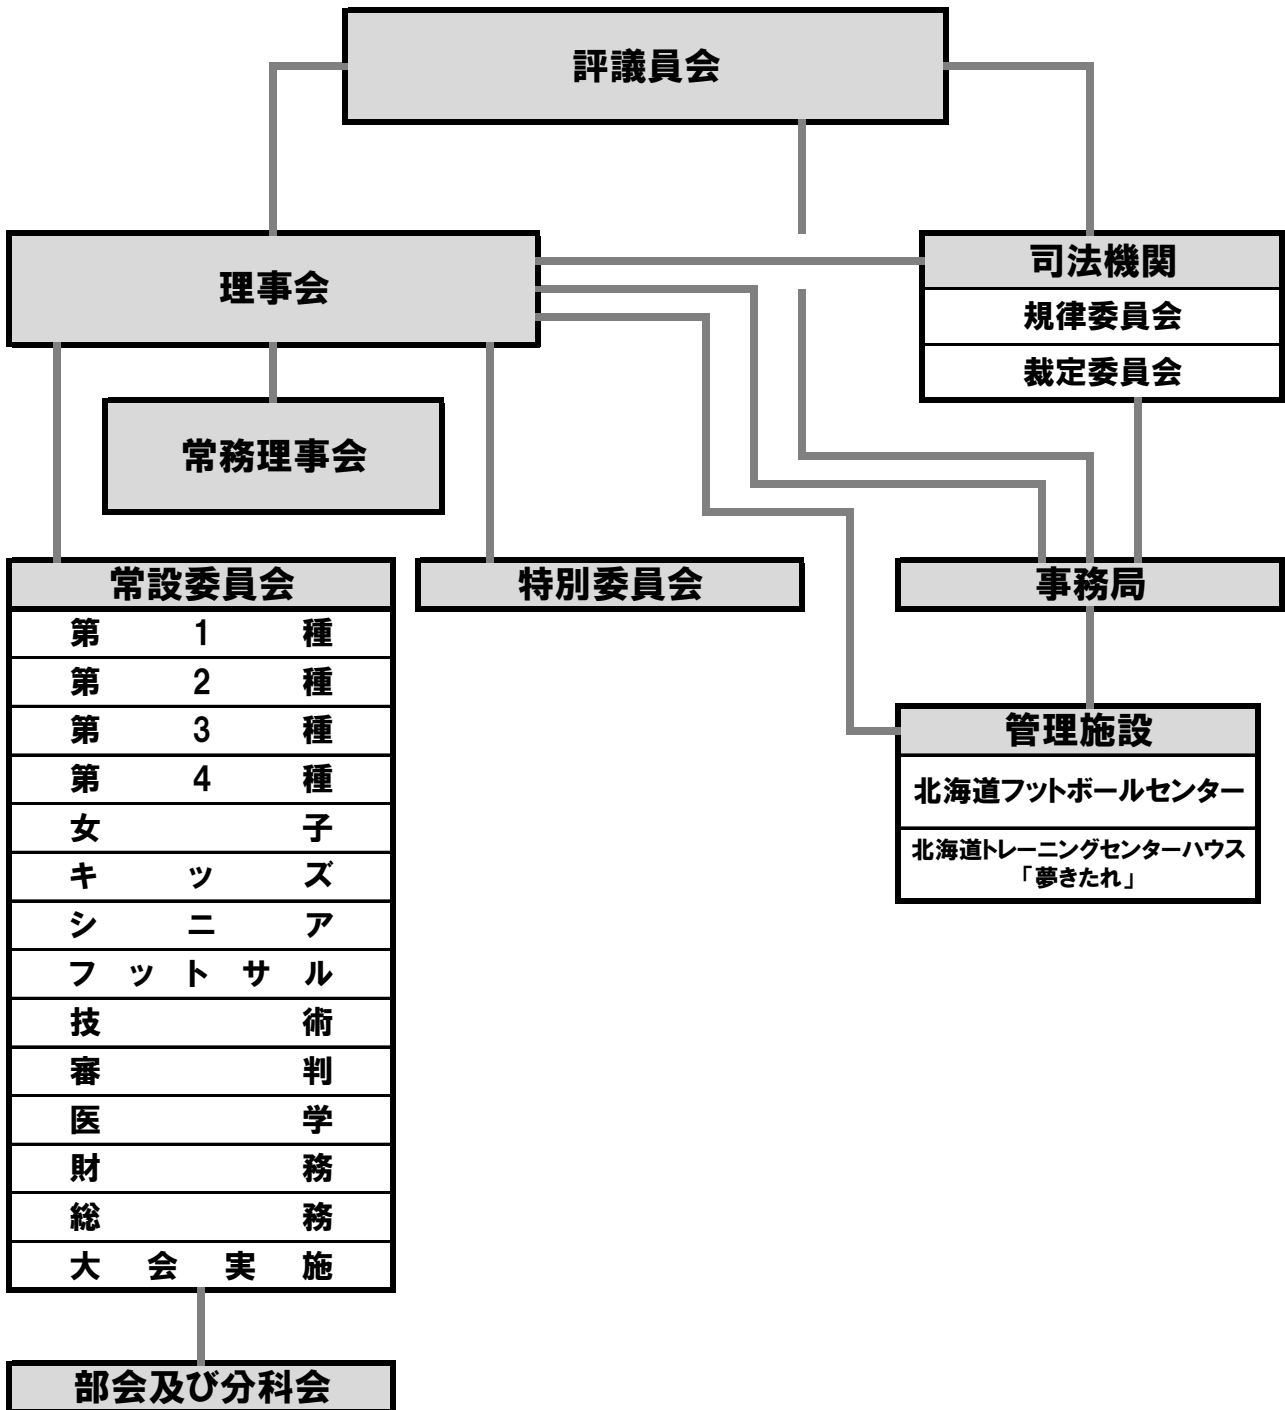 評議員会
理事会
司法機関
規律委員会
裁定委員会
常務理事会
常設委員会
第1種
第2種
第3種
第4種
女子
キッズ
シニア
フットサル
技術
審判
医学
財務
総務
大会実施
部会及び分科会
特別委員会
事務局
管理施設
北海道フットボールセンター
北海道トレーニングセンターハウス
「夢きたれ」